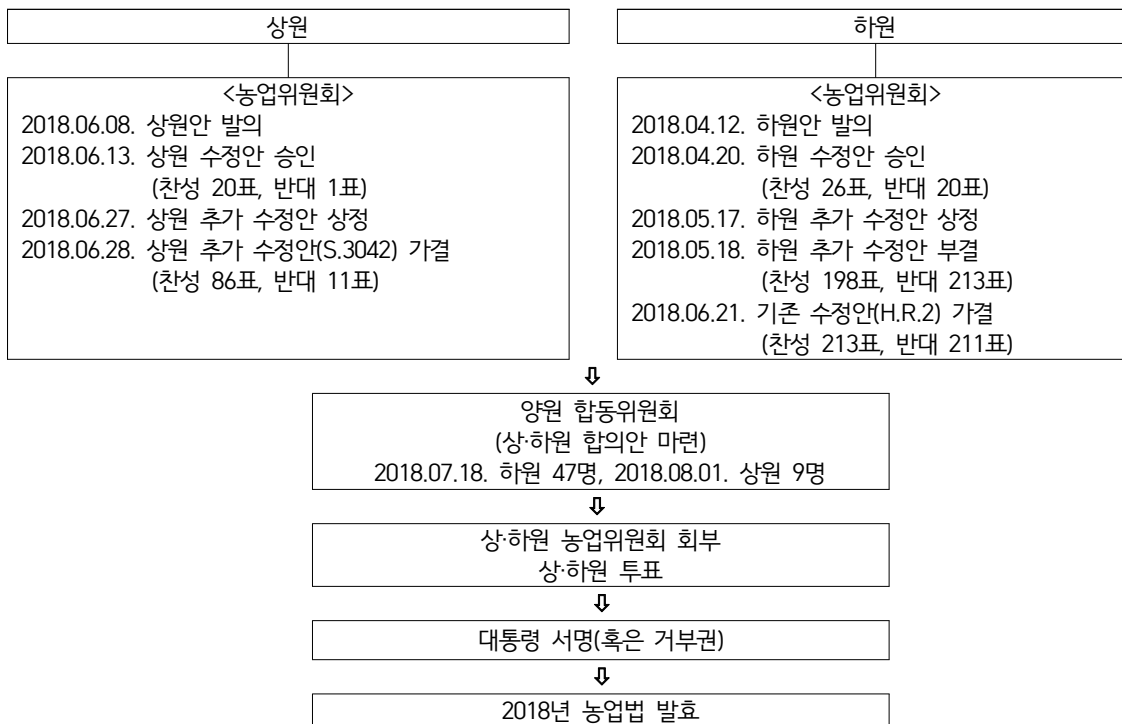 상원
<농업위원회>
2018.06.08. 상원안 발의
2018.06.13. 상원 수정안 승인
(찬성 20표, 반대 1표)
2018.06.27. 상원 추가 수정안 상정
2018.06.28. 상원 추가 수정안(S.3042) 가결
(찬성 86표, 반대 11표)
하원
<농업위원회>
2018.04.12. 하원안 발의
2018.04.20. 하원 수정안 승인
(찬성 26표, 반대 20표)
2018.05.17. 하원 추가 수정안 상정
2018.05.18. 하원 추가 수정안 부결
(찬성 198표, 반대 213표)
2018.06.21. 기존 수정안(H.R.2) 가결
(찬성 213표, 반대 211표)
양원 합동위원회
(상·하원 합의안 마련)
2018.07.18. 하원 47명, 2018.08.01. 상원 9명
상·하원 농업위원회 회부
상·하원 투표
대통령 서명(혹은 거부권)
2018년 농업법 발효